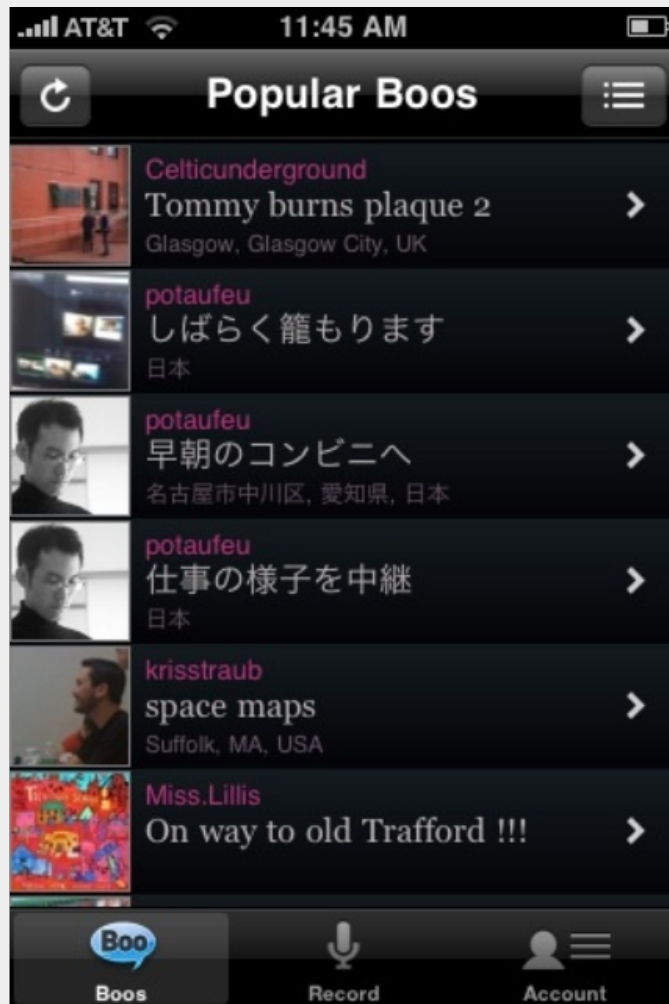 AT&T 11:45 AM
Popular Boos
Celticunderground
Tommy burns plaque 2
Glasgow, Glasgow City, UK
potaufeu
しばらく籠もります
日本
potaufeu
早朝のコンビニへ
名古屋市中川区, 愛知県, 日本
potaufeu
仕事の様子を中継
日本
krisstraub
space maps
Suffolk, MA, USA
Miss.Lillis
On way to old Trafford !!!
Boo
Boos Record Account